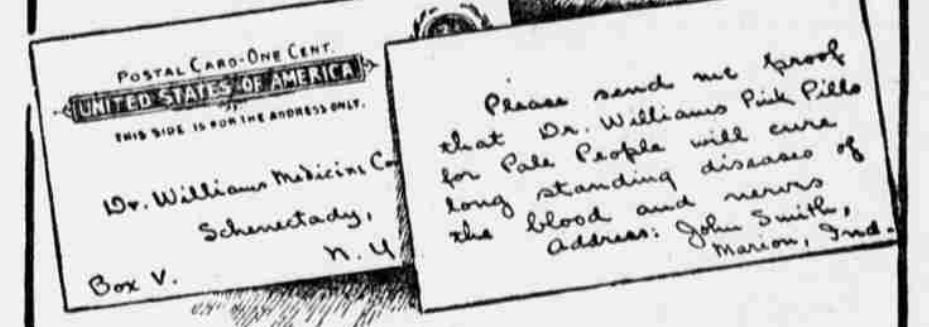 POSTAL CARD-ONE CENT.
UNITED STATES OF AMERICA
THIS SIDE IS FOR THE ADDRESS ONLY.
Dr. Williams Medicine Co
Schenectady,
N.Y
Box V.
Please send me proof
that Dr. Williams Pink Pills
for Pale People will cure
long standing diseases of
the blood and nerves
Address: John Smith,
Marion, Ind.